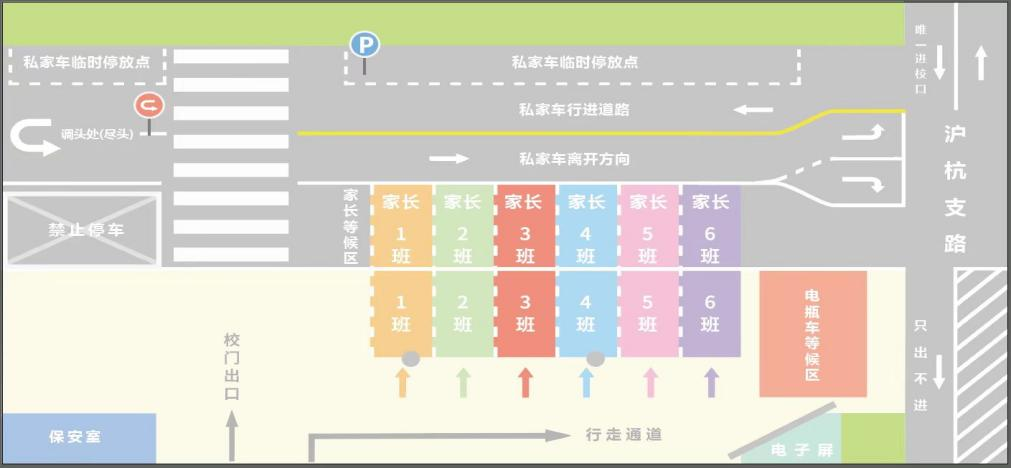 私家车临时停放点
P
私家车临时停放点
唯一进校口
私家车行进道路
调头处(尽头)
私家车离开方向
沪杭支路
禁止停车
家长等候区
家长1班
家长2班
家长3班
家长4班
家长5班
家长6班
1班
2班
3班
4班
5班
6班
电瓶车等候区
只出不进
校门出口
保安室
行走通道
电子屏